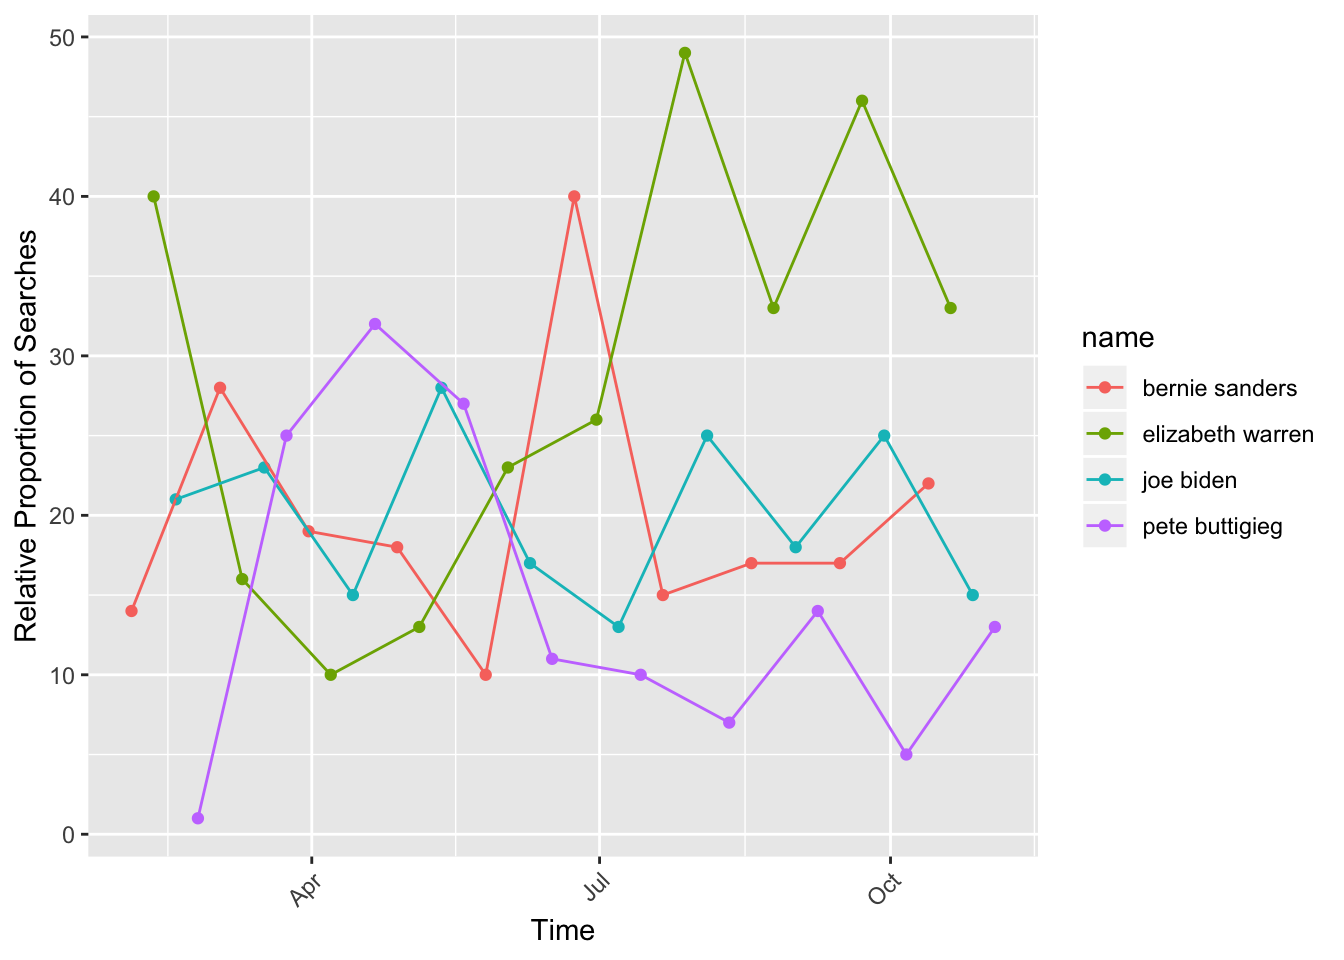 50
40
30
20
10
0
Relative Proportion of Searches
Apr
Jul
Oct
Time
name
bernie sanders
elizabeth warren
joe biden
pete buttigieg